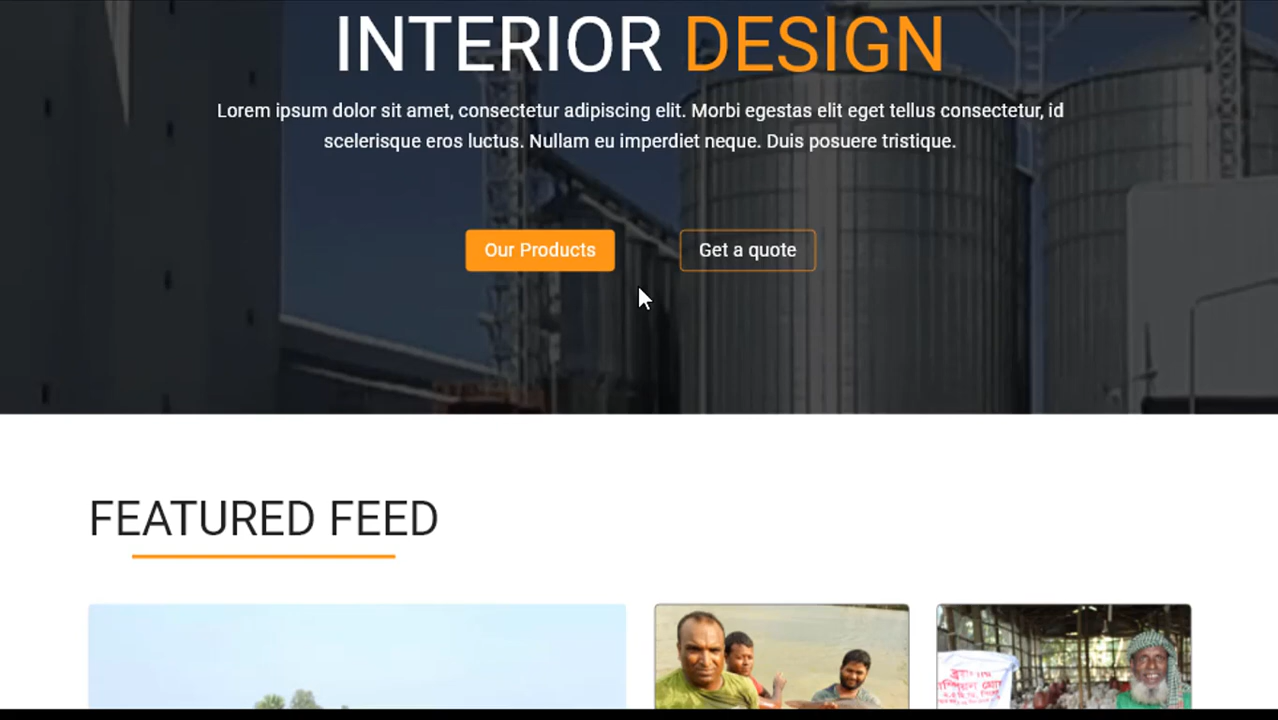 INTERIOR DESIGN
Lorem ipsum dolor sit amet, consectetur adipiscing elit. Morbi egestas elit eget tellus consectetur, id
scelerisque eros luctus. Nullam eu imperdiet neque. Duis posuere tristique.
Our Products
Get a quote
FEATURED FEED